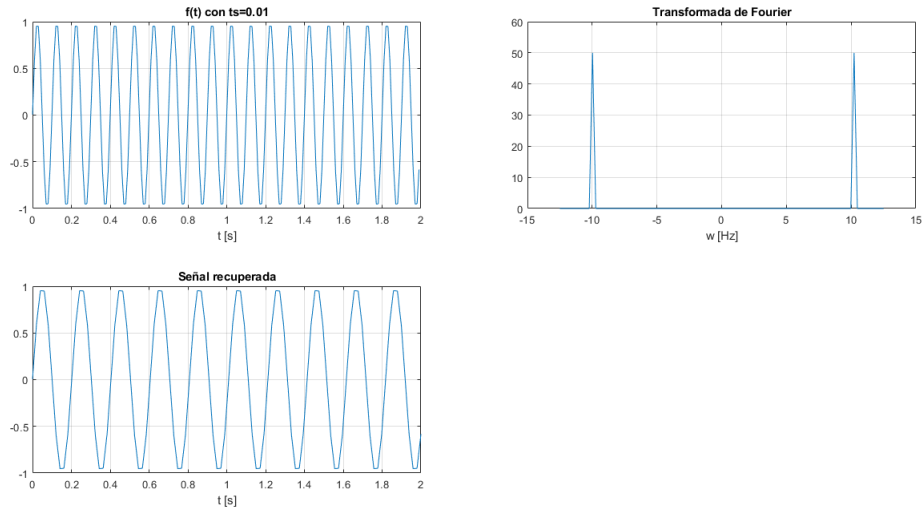 f(t) con ts=0.01
1
0.5
0
-0.5
-1
0 0.2 0.4 0.6 0.8 1 1.2 1.4 1.6 1.8 2
t [s]
Transformada de Fourier
60
50
40
30
20
10
0
-15 -10 -5 0 5 10 15
w [Hz]
Señal recuperada
1
0.5
0
-0.5
-1
0 0.2 0.4 0.6 0.8 1 1.2 1.4 1.6 1.8 2
t [s]